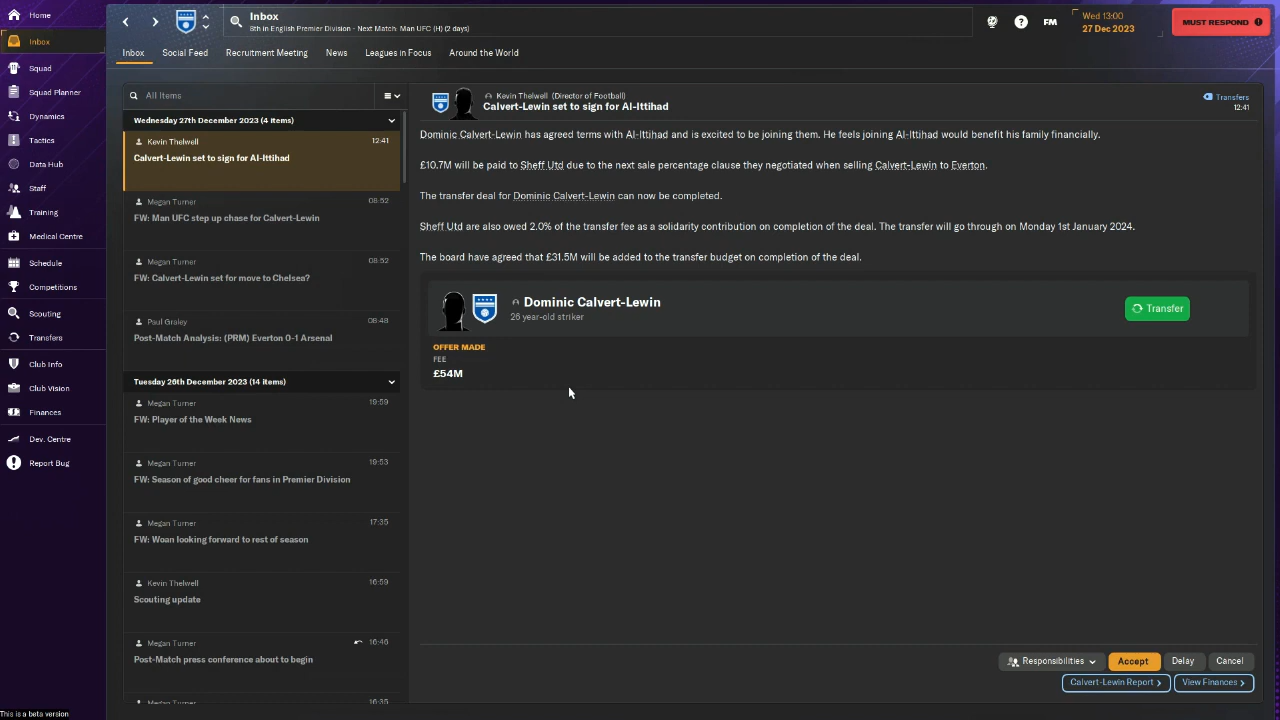 Home
Inbox
Squad
Squad Planner
Dynamics
Tactics
Data Hub
Staff
Training
Medical Centre
Schedule
Competitions
Scouting
Transfers
Club Info
Club Vision
Finances
Dev. Centre
Report Bug
This is a beta version
Inbox
8th in English Premier Division - Next Match: Man UFC (H) (2 days)
FM
Wed 13:00
27 Dec 2023
MUST RESPOND
Inbox
Social Feed
Recruitment Meeting
News
Leagues in Focus
Around the World
All Items
Wednesday 27th December 2023 (4 items)
Kevin Thelwell 12:41
Calvert-Lewin set to sign for Al-Ittihad
Megan Turner 08:52
FW: Man UFC step up chase for Calvert-Lewin
Megan Turner 08:52
FW: Calvert-Lewin set for move to Chelsea?
Paul Graley 08:48
Post-Match Analysis: (PRM) Everton 0-1 Arsenal
Tuesday 26th December 2023 (14 items)
Megan Turner 19:59
FW: Player of the Week News
Megan Turner 19:53
FW: Season of good cheer for fans in Premier Division
Megan Turner 17:35
FW: Woan looking forward to rest of season
Kevin Thelwell 16:59
Scouting update
Megan Turner 16:46
Post-Match press conference about to begin
Megan Turner 16:35
Kevin Thelwell (Director of Football)
Calvert-Lewin set to sign for Al-Ittihad
Transfers
12:41
Dominic Calvert-Lewin has agreed terms with Al-Ittihad and is excited to be joining them. He feels joining Al-Ittihad would benefit his family financially.
£10.7M will be paid to Sheff Utd due to the next sale percentage clause they negotiated when selling Calvert-Lewin to Everton.
The transfer deal for Dominic Calvert-Lewin can now be completed.
Sheff Utd are also owed 2.0% of the transfer fee as a solidarity contribution on completion of the deal. The transfer will go through on Monday 1st January 2024.
The board have agreed that £31.5M will be added to the transfer budget on completion of the deal.
Dominic Calvert-Lewin
26 year-old striker
Transfer
OFFER MADE
FEE
£54M
Responsibilities
Accept
Delay
Cancel
Calvert-Lewin Report >
View Finances >